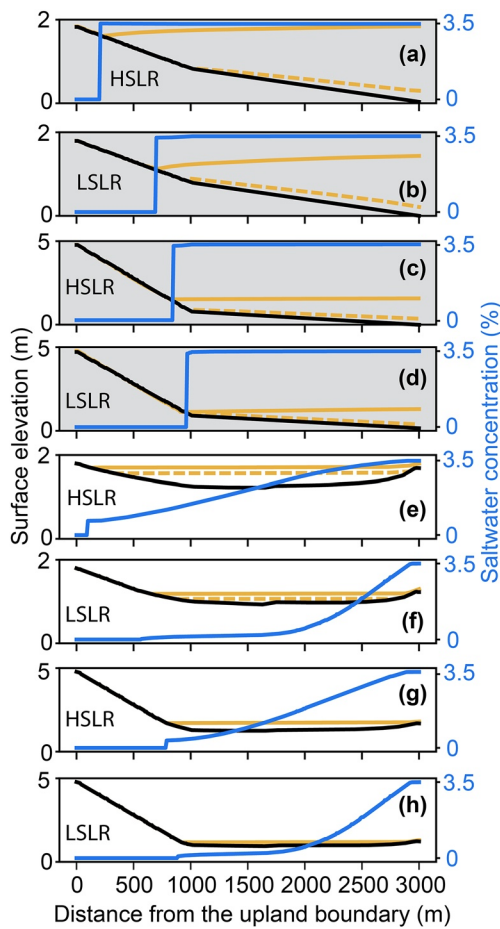 2 3.5
(a)
HSLR
0 0
2 3.5
LSLR
(b)
0 0
5 3.5
HSLR (c)
0 0
5 3.5
LSLR (d)
0 0
2 3.5
HSLR (e)
0 0
2 3.5
LSLR (f)
0 0
5 3.5
HSLR (g)
0 0
5 3.5
LSLR (h)
0 0
0 500 1000 1500 2000 2500 3000
Distance from the upland boundary (m)
Surface elevation (m)
Saltwater concentration (%)